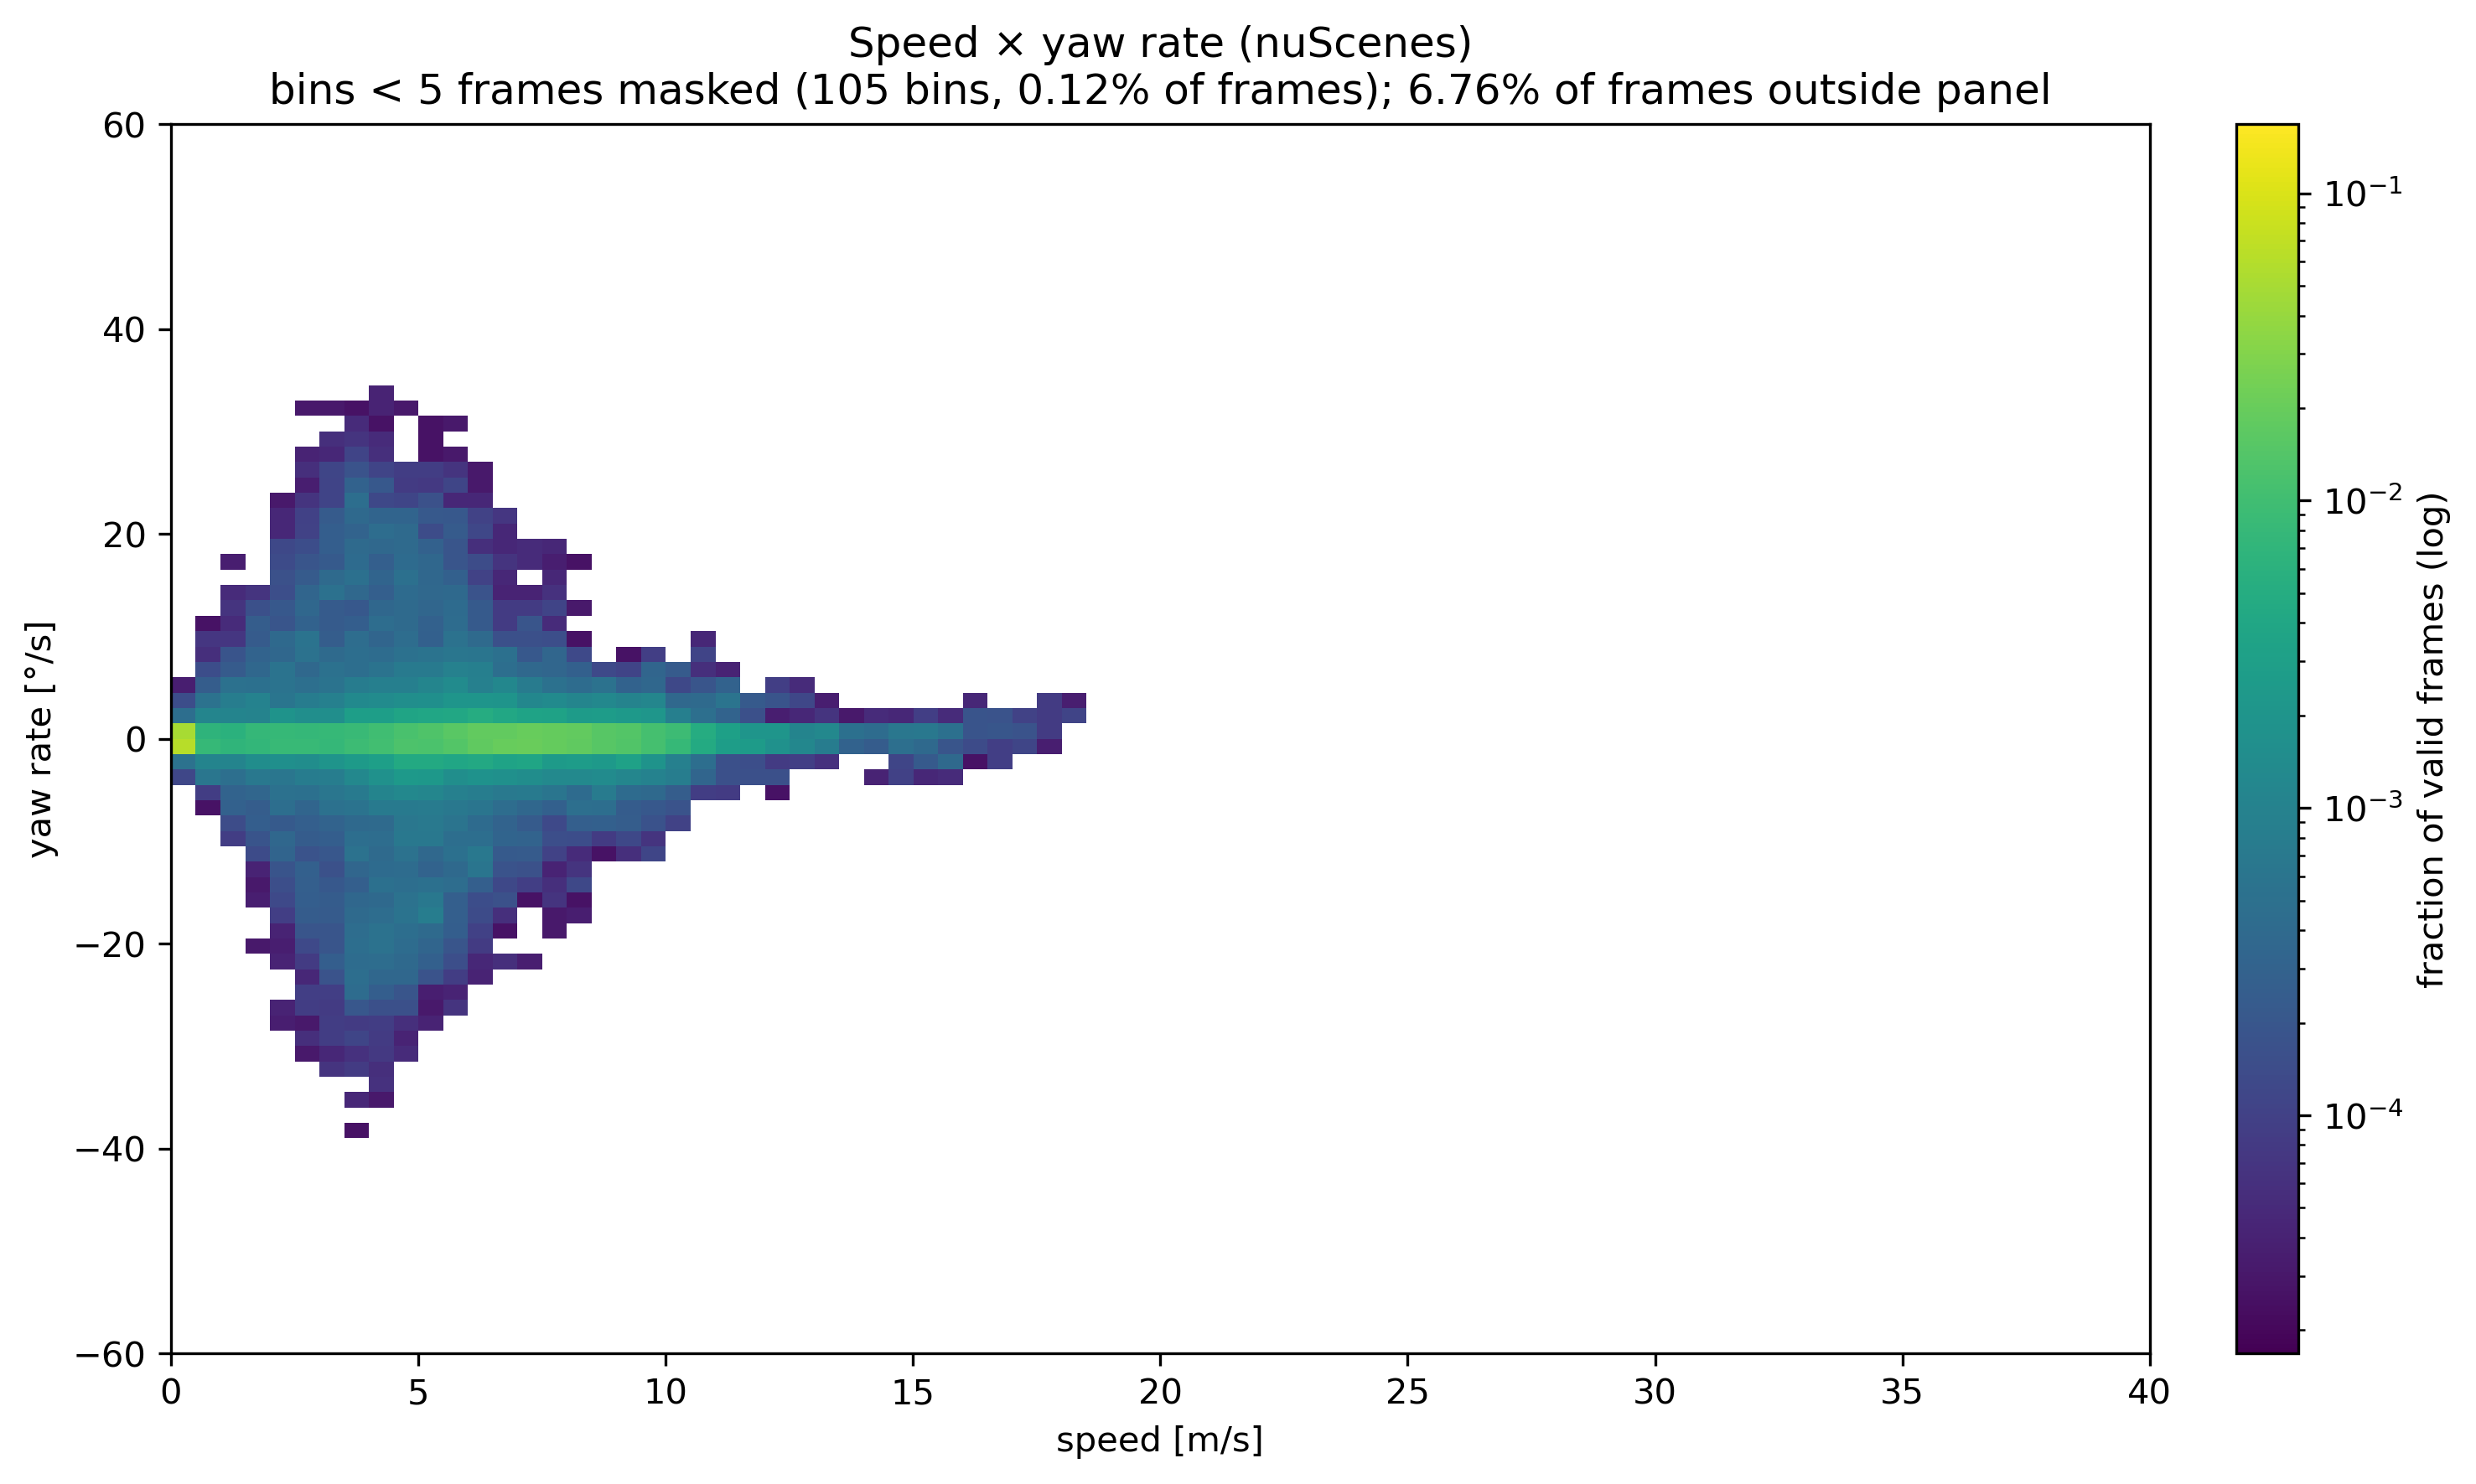 Speed × yaw rate (nuScenes)
bins < 5 frames masked (105 bins, 0.12% of frames); 6.76% of frames outside panel
60
40
20
0
−20
−40
−60
yaw rate [°/s]
0 5 10 15 20 25 30 35 40
speed [m/s]
10⁻¹
10⁻²
10⁻³
10⁻⁴
fraction of valid frames (log)